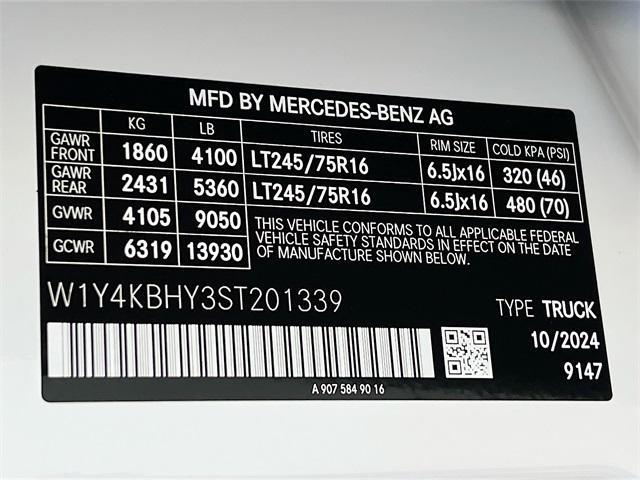 MFD BY MERCEDES-BENZ AG
KG LB TIRES RIM SIZE COLD KPA (PSI)
GAWR FRONT 1860 4100 LT245/75R16 6.5Jx16 320 (46)
GAWR REAR 2431 5360 LT245/75R16 6.5Jx16 480 (70)
GVWR 4105 9050
GCWR 6319 13930
THIS VEHICLE CONFORMS TO ALL APPLICABLE FEDERAL
VEHICLE SAFETY STANDARDS IN EFFECT ON THE DATE
OF MANUFACTURE SHOWN BELOW.
W1Y4KBHY3ST201339
TYPE TRUCK
10/2024
9147
A 907 584 90 16